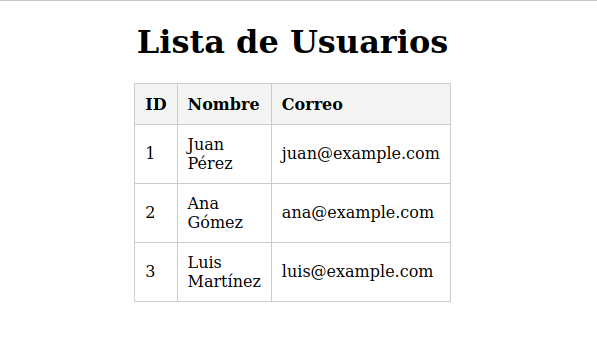 Lista de Usuarios
ID Nombre Correo
1 Juan Pérez juan@example.com
2 Ana Gómez ana@example.com
3 Luis Martínez luis@example.com